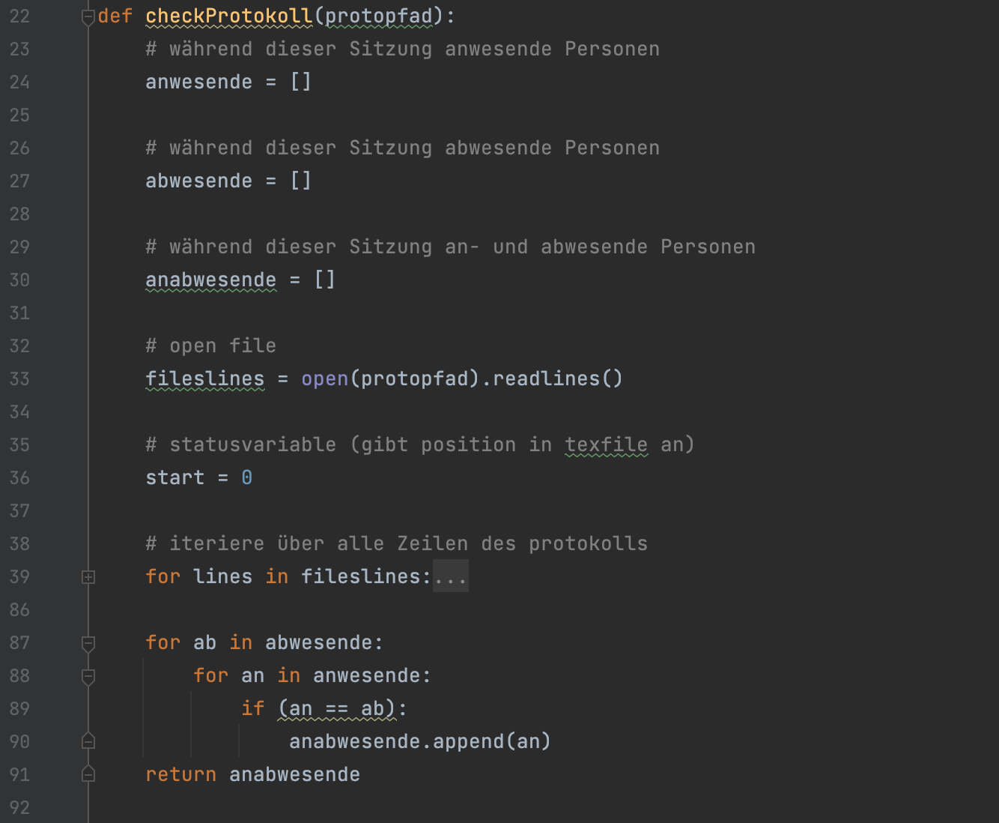 22 def checkProtokoll(protopfad):
23 # während dieser Sitzung anwesende Personen
24 anwesende = []
25
26 # während dieser Sitzung abwesende Personen
27 abwesende = []
28
29 # während dieser Sitzung an- und abwesende Personen
30 anabwesende = []
31
32 # open file
33 fileslines = open(protopfad).readlines()
34
35 # statusvariable (gibt position in texfile an)
36 start = 0
37
38 # iteriere über alle Zeilen des protokolls
39 for lines in fileslines:...
86
87 for ab in abwesende:
88 for an in anwesende:
89 if (an == ab):
90 anabwesende.append(an)
91 return anabwesende
92